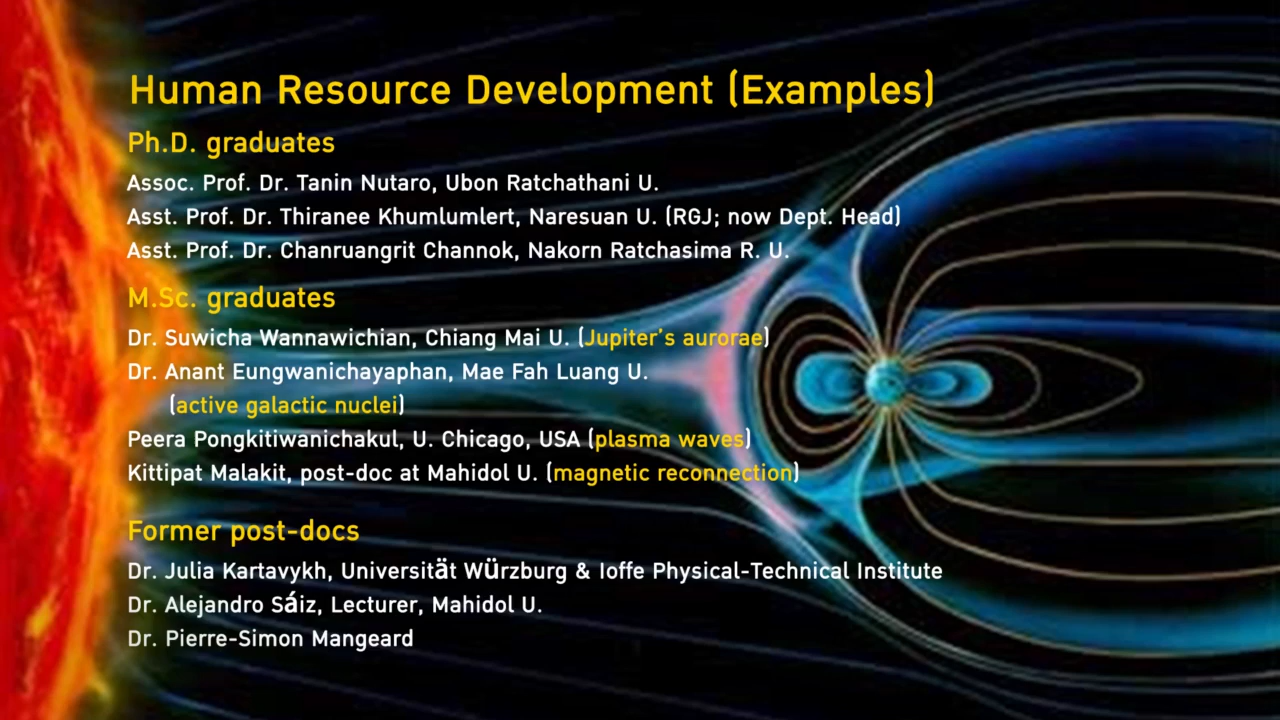 Human Resource Development (Examples)
Ph.D. graduates
Assoc. Prof. Dr. Tanin Nutaro, Ubon Ratchathani U.
Asst. Prof. Dr. Thiranee Khumlumlert, Naresuan U. (RGJ; now Dept. Head)
Asst. Prof. Dr. Chanruangrit Channok, Nakorn Ratchasima R. U.
M.Sc. graduates
Dr. Suwicha Wannawichian, Chiang Mai U. (Jupiter's aurorae)
Dr. Anant Eungwanichayaphan, Mae Fah Luang U.
(active galactic nuclei)
Peera Pongkitiwanichakul, U. Chicago, USA (plasma waves)
Kittipat Malakit, post-doc at Mahidol U. (magnetic reconnection)
Former post-docs
Dr. Julia Kartavykh, Universität Würzburg & Ioffe Physical-Technical Institute
Dr. Alejandro Sáiz, Lecturer, Mahidol U.
Dr. Pierre-Simon Mangeard